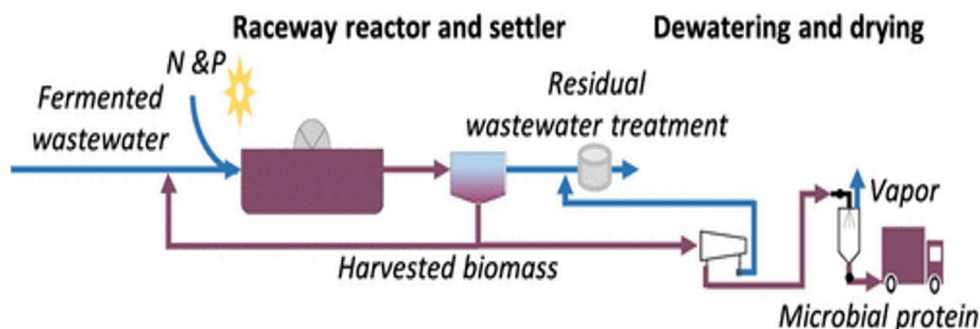 Raceway reactor and settler
Dewatering and drying
N &P
Fermented
wastewater
Residual
wastewater treatment
Vapor
Harvested biomass
Microbial protein